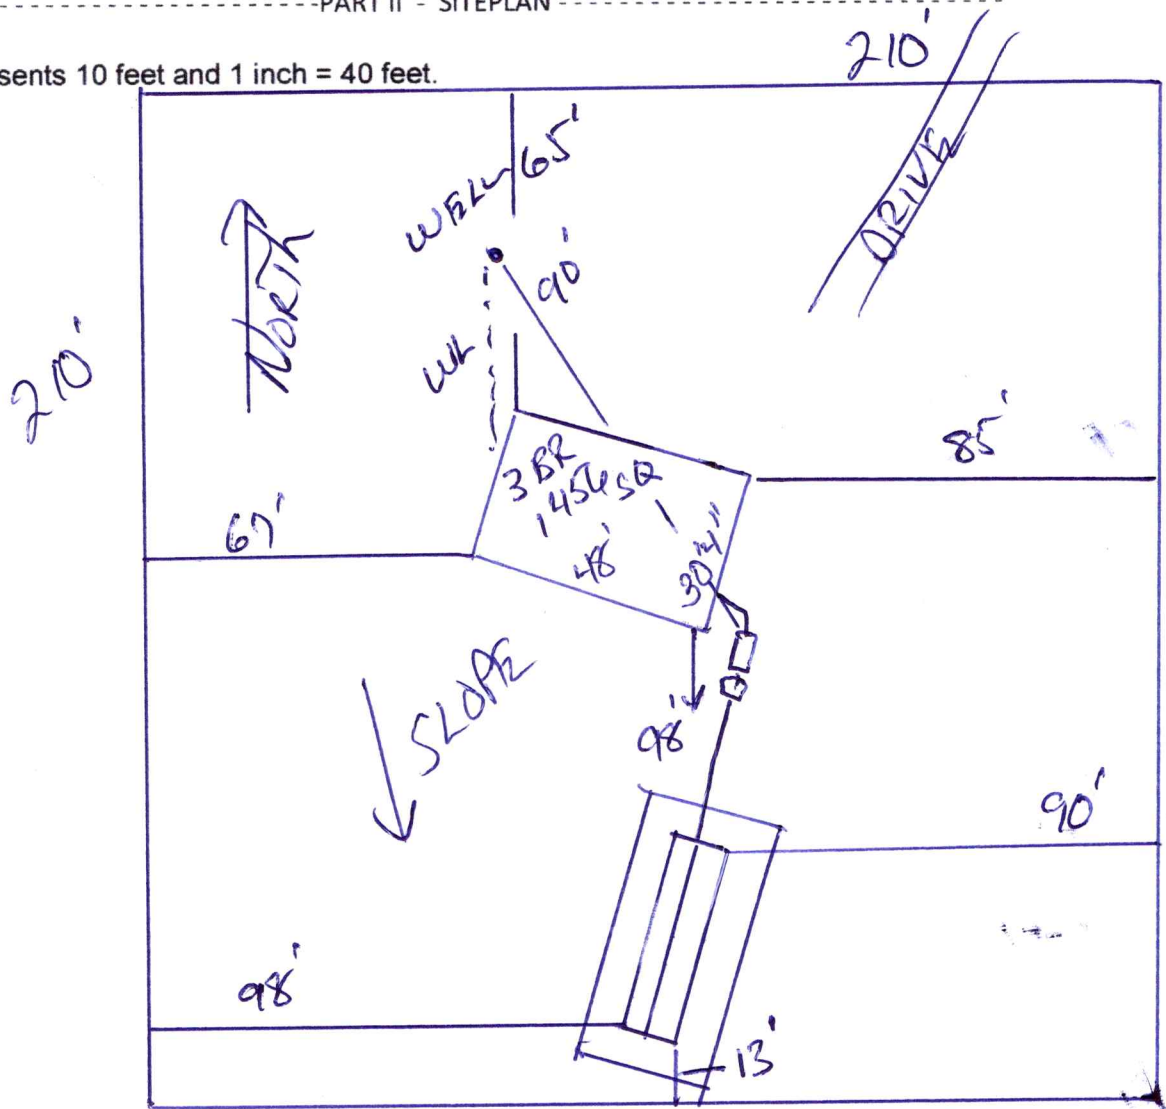 PART II - SITEPLAN
sents 10 feet and 1 inch = 40 feet.
210'
WELL
65'
DRIVE
NORTH
90'
WL
210'
85'
3 BR
1456 SQ
67'
48'
30'4"
SLOPE
98'
90'
98'
13'